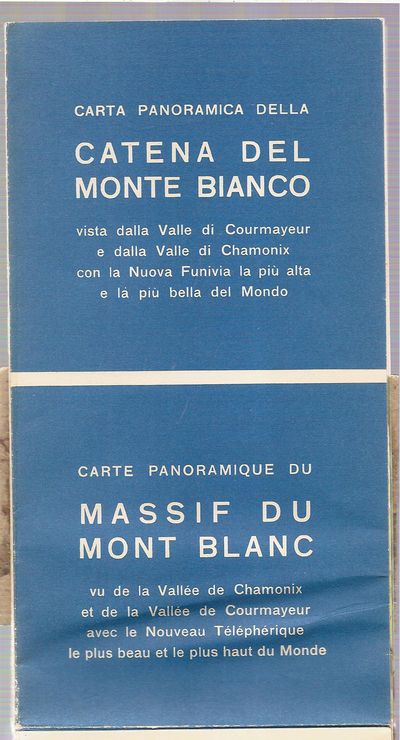 CARTA PANORAMICA DELLA
CATENA DEL
MONTE BIANCO
vista dalla Valle di Courmayeur
e dalla Valle di Chamonix
con la Nuova Funivia la più alta
e la più bella del Mondo
CARTE PANORAMIQUE DU
MASSIF DU
MONT BLANC
vu de la Vallée de Chamonix
et de la Vallée de Courmayeur
avec le Nouveau Téléphérique
le plus beau et le plus haut du Monde